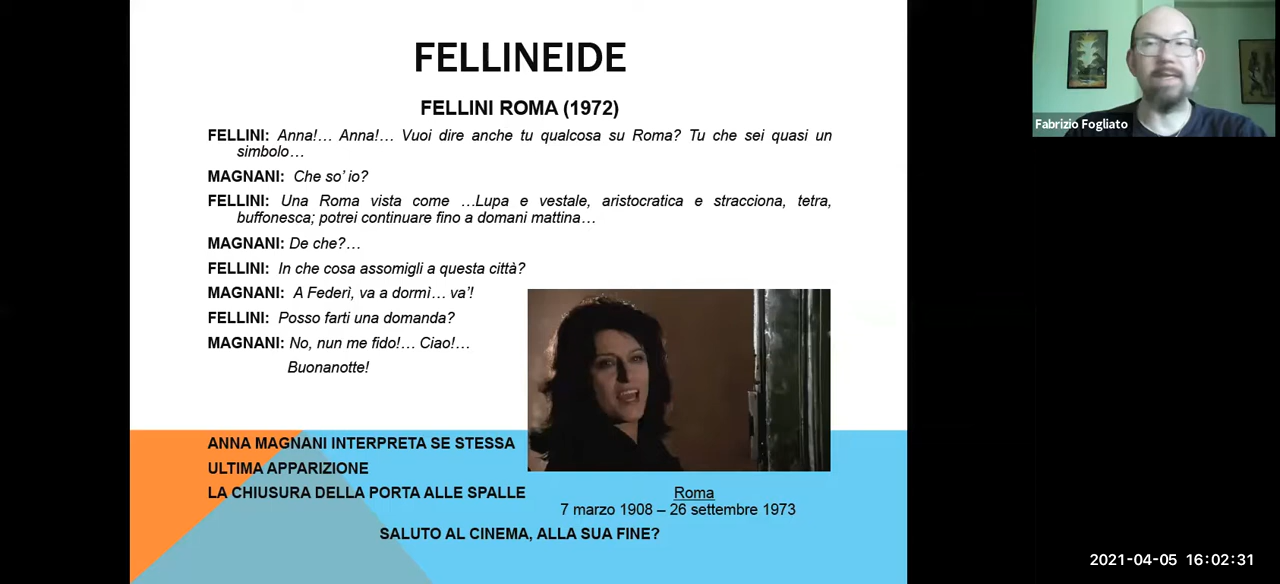 FELLINEIDE
FELLINI ROMA (1972)
FELLINI: Anna!… Anna!… Vuoi dire anche tu qualcosa su Roma? Tu che sei quasi un
simbolo…
MAGNANI: Che so’ io?
FELLINI: Una Roma vista come …Lupa e vestale, aristocratica e stracciona, tetra,
buffonesca; potrei continuare fino a domani mattina…
MAGNANI: De che?…
FELLINI: In che cosa assomigli a questa città?
MAGNANI: A Federì, va a dormì… va’!
FELLINI: Posso farti una domanda?
MAGNANI: No, nun me fido!… Ciao!…
Buonanotte!
ANNA MAGNANI INTERPRETA SE STESSA
ULTIMA APPARIZIONE
LA CHIUSURA DELLA PORTA ALLE SPALLE
Roma
7 marzo 1908 – 26 settembre 1973
SALUTO AL CINEMA, ALLA SUA FINE?
Fabrizio Fogliato
2021-04-05 16:02:31